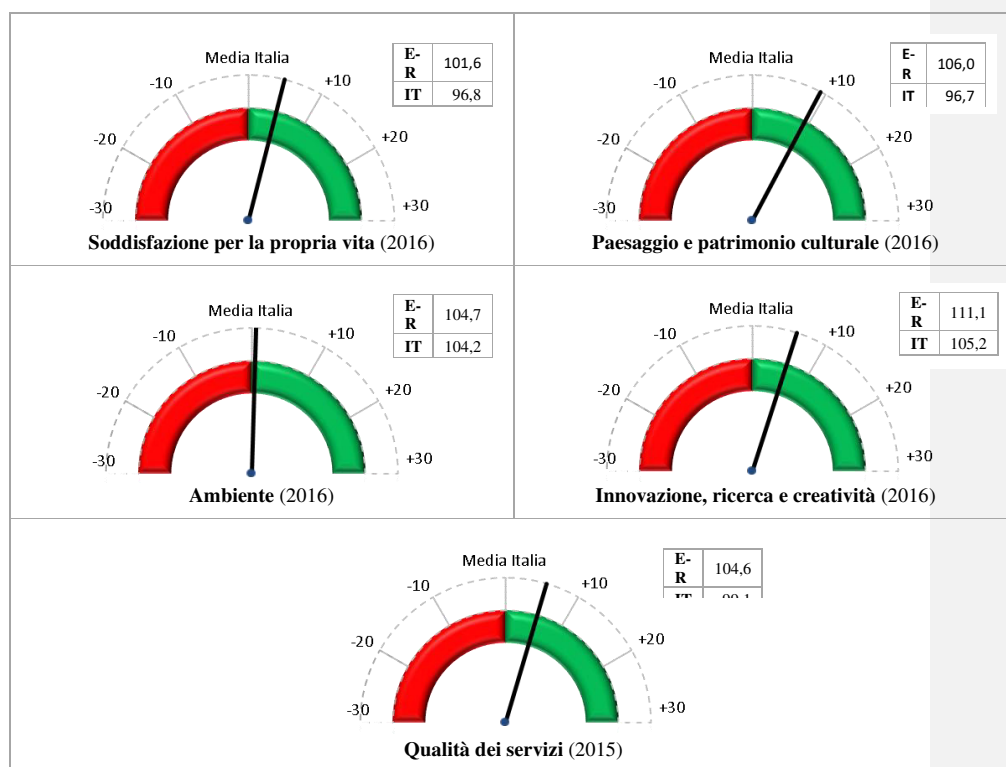 Media Italia
-10
+10
-20
+20
-30
+30
E-R 101,6
IT 96,8
Soddisfazione per la propria vita (2016)
Media Italia
-10
+10
-20
+20
-30
+30
E-R 106,0
IT 96,7
Paesaggio e patrimonio culturale (2016)
Media Italia
-10
+10
-20
+20
-30
+30
E-R 104,7
IT 104,2
Ambiente (2016)
Media Italia
-10
+10
-20
+20
-30
+30
E-R 111,1
IT 105,2
Innovazione, ricerca e creatività (2016)
Media Italia
-10
+10
-20
+20
-30
+30
E-R 104,6
IT
Qualità dei servizi (2015)